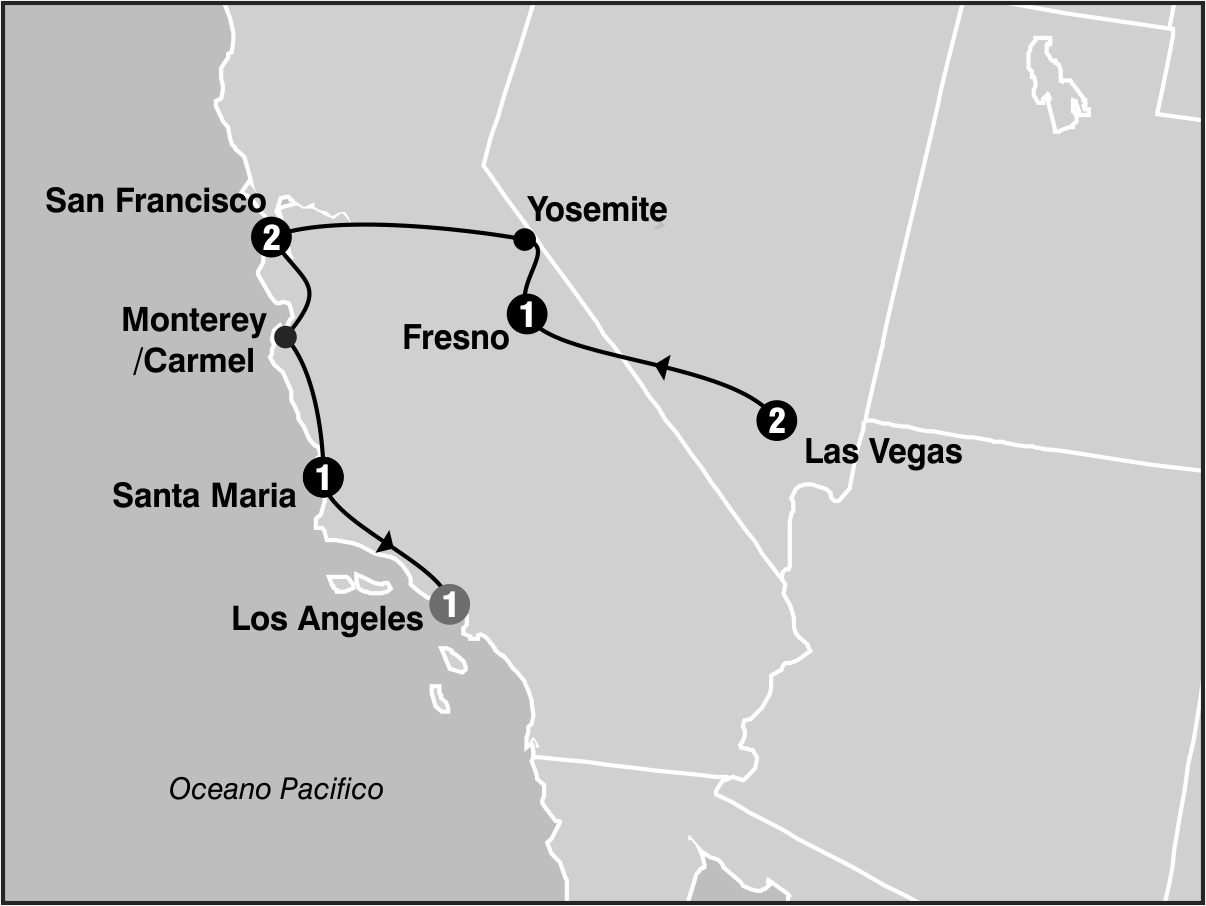 San Francisco
2
Yosemite
Monterey
/Carmel
1
Fresno
2
Las Vegas
1
Santa Maria
1
Los Angeles
Oceano Pacifico